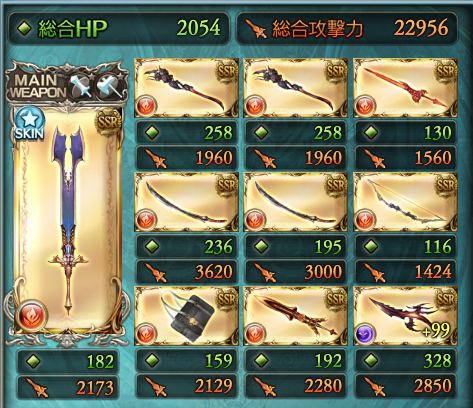 総合HP 2054
総合攻撃力 22956
MAIN WEAPON
SKIN
SSR
182
2173
SSR
258
1960
SSR
258
1960
SSR
130
1560
SSR
236
3620
SSR
195
3000
SSR
116
1424
SSR
159
2129
SSR
192
2280
SSR
+99
328
2850